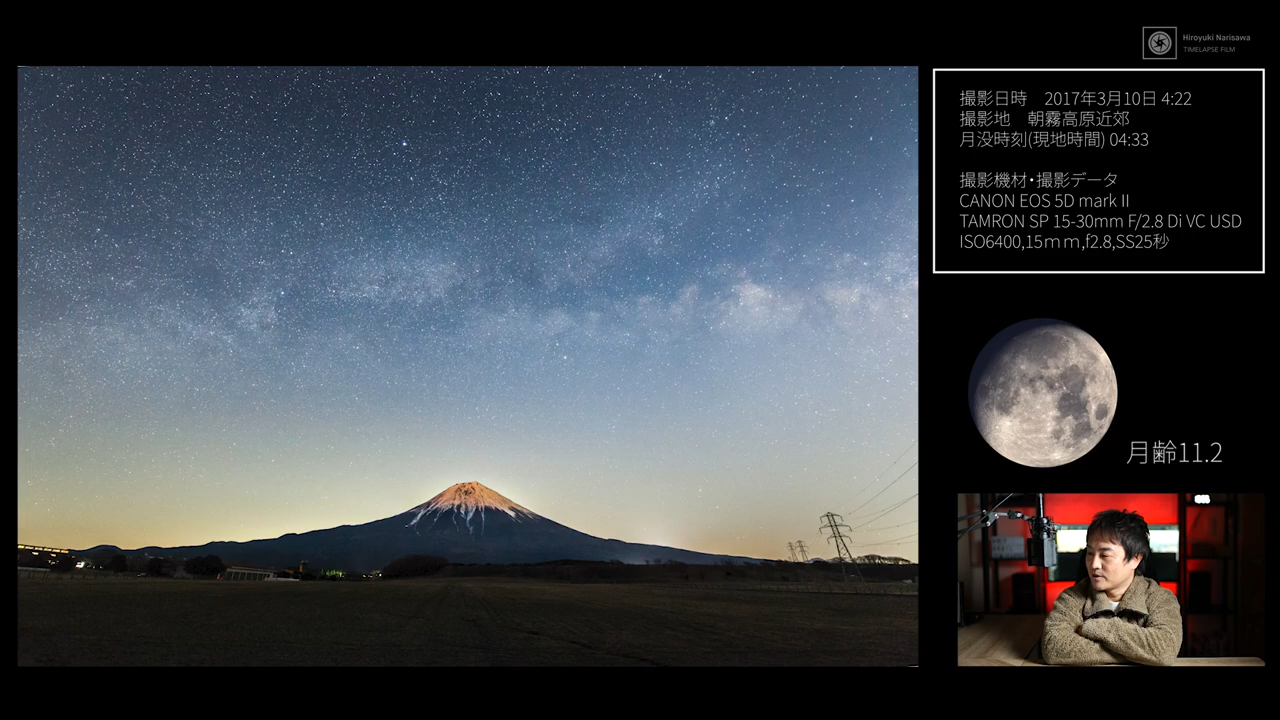 Hiroyuki Narisawa
TIMELAPSE FILM
撮影日時　2017年3月10日 4:22
撮影地　朝霧高原近郊
月没時刻(現地時間) 04:33
撮影機材・撮影データ
CANON EOS 5D mark II
TAMRON SP 15-30mm F/2.8 Di VC USD
ISO6400,15ｍｍ,f2.8,SS25秒
月齢11.2